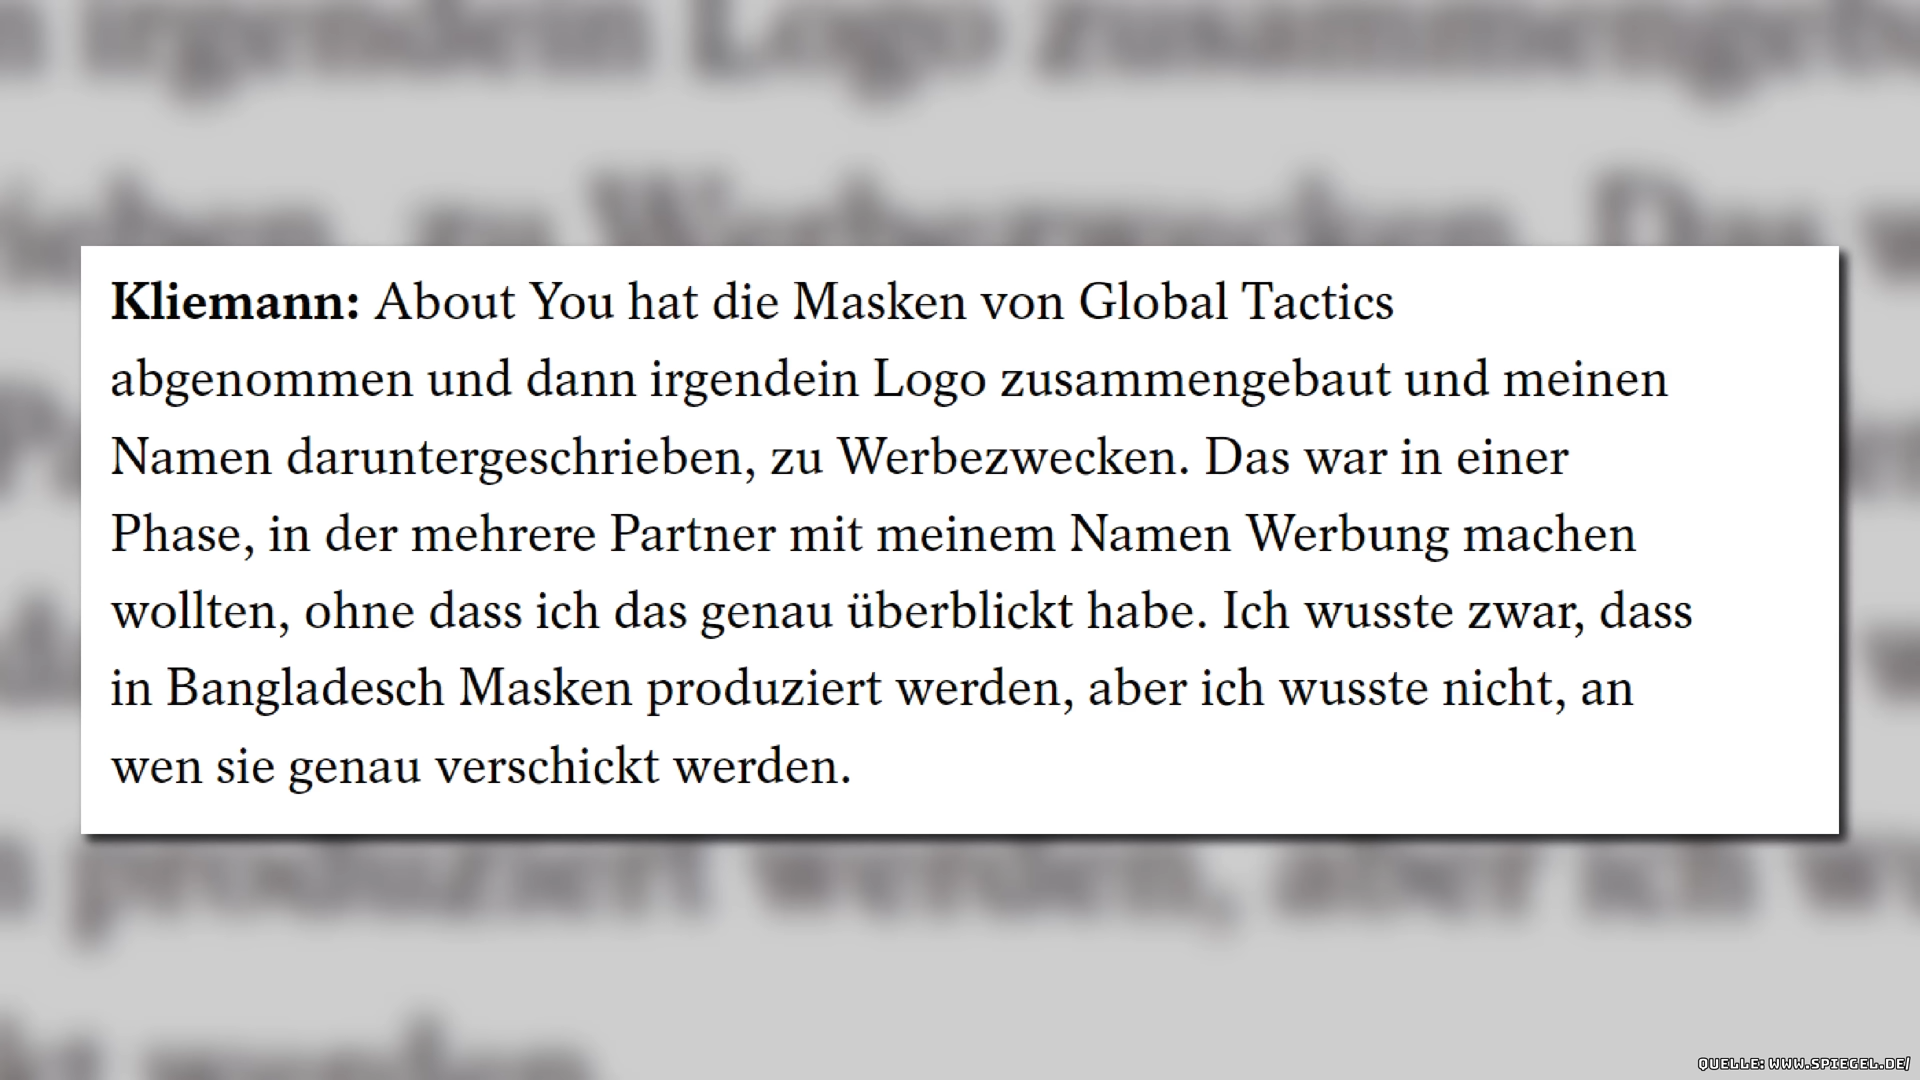 Kliemann: About You hat die Masken von Global Tactics
abgenommen und dann irgendein Logo zusammengebaut und meinen
Namen daruntergeschrieben, zu Werbezwecken. Das war in einer
Phase, in der mehrere Partner mit meinem Namen Werbung machen
wollten, ohne dass ich das genau überblickt habe. Ich wusste zwar, dass
in Bangladesch Masken produziert werden, aber ich wusste nicht, an
wen sie genau verschickt werden.
QUELLE: WWW.SPIEGEL.DE/